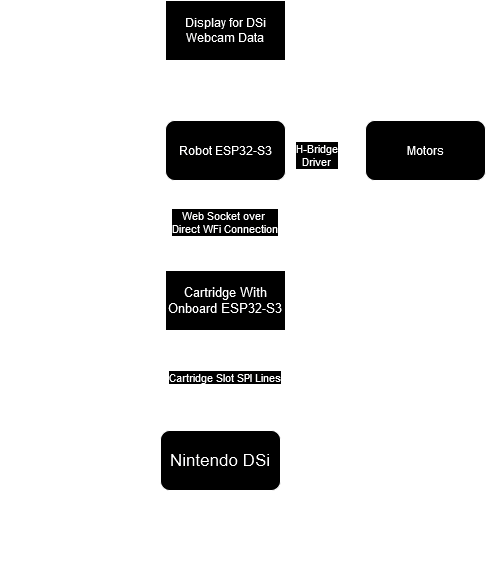 Display for DSi
Webcam Data
Robot ESP32-S3
H-Bridge
Driver
Motors
Web Socket over
Direct WFi Connection
Cartridge With
Onboard ESP32-S3
Cartridge Slot SPI Lines
Nintendo DSi